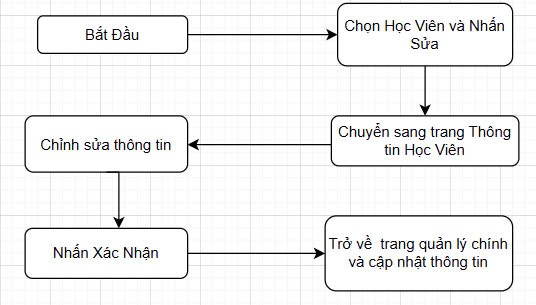 Bắt Đầu
Chọn Học Viên và Nhấn
Sửa
Chuyển sang trang Thông
tin Học Viên
Chỉnh sửa thông tin
Nhấn Xác Nhận
Trở về trang quản lý chính
và cập nhật thông tin